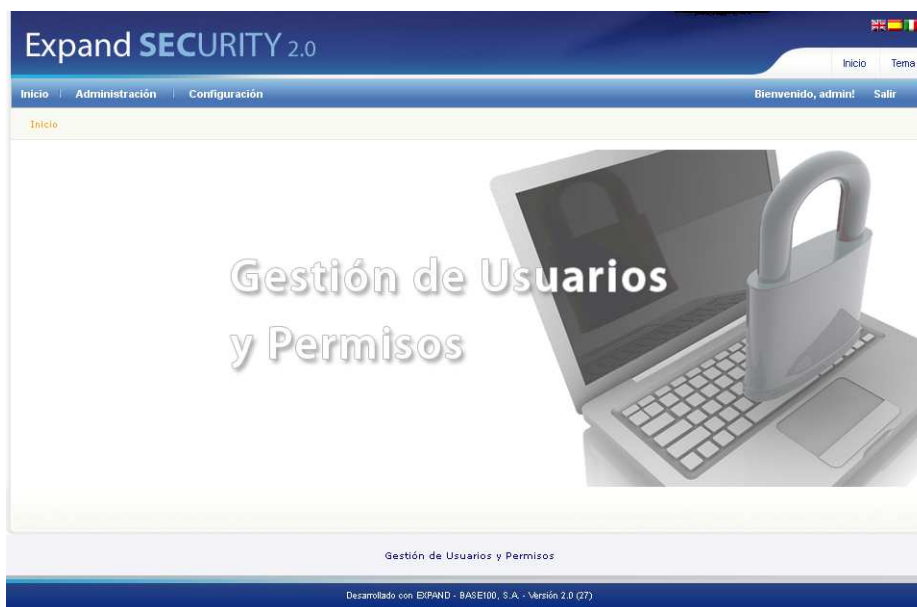 Expand SECURITY 2.0
Inicio Tema
Inicio Administración Configuración Bienvenido, admin! Salir
Inicio
Gestión de Usuarios
y Permisos
Gestión de Usuarios y Permisos
Desarrollado con EXPAND - BASE100, S.A. - Versión 2.0 (27)